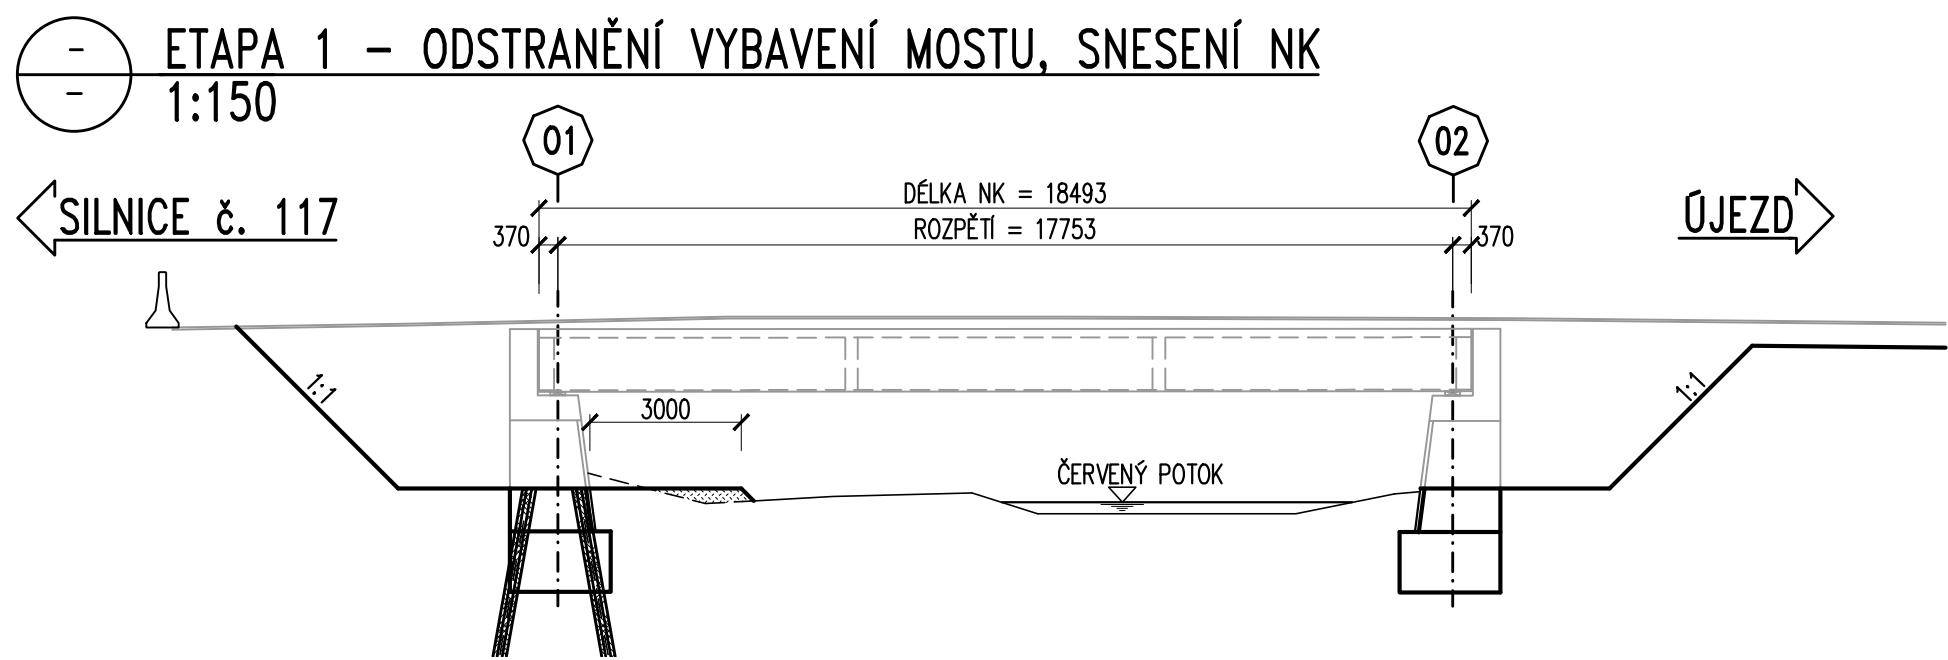 -
-
ETAPA 1 - ODSTRANĚNÍ VYBAVENÍ MOSTU, SNESENÍ NK
1:150
01
02
SILNICE č. 117
DÉLKA NK = 18493
ÚJEZD
370
ROZPĚTÍ = 17753
370
1:1
1:1
3000
ČERVENÝ POTOK